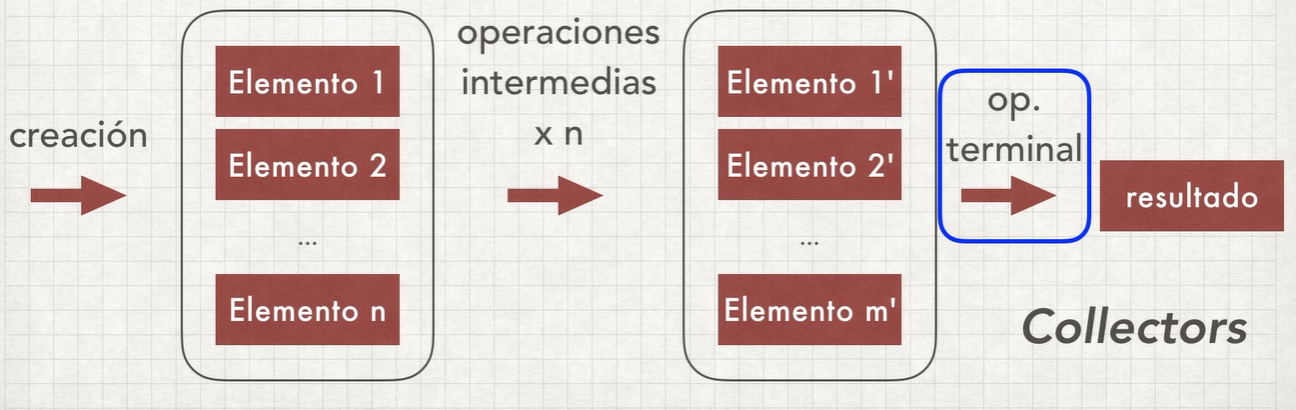 creación
Elemento 1
Elemento 2
...
Elemento n
operaciones
intermedias
x n
Elemento 1'
Elemento 2'
...
Elemento m'
op.
terminal
resultado
Collectors